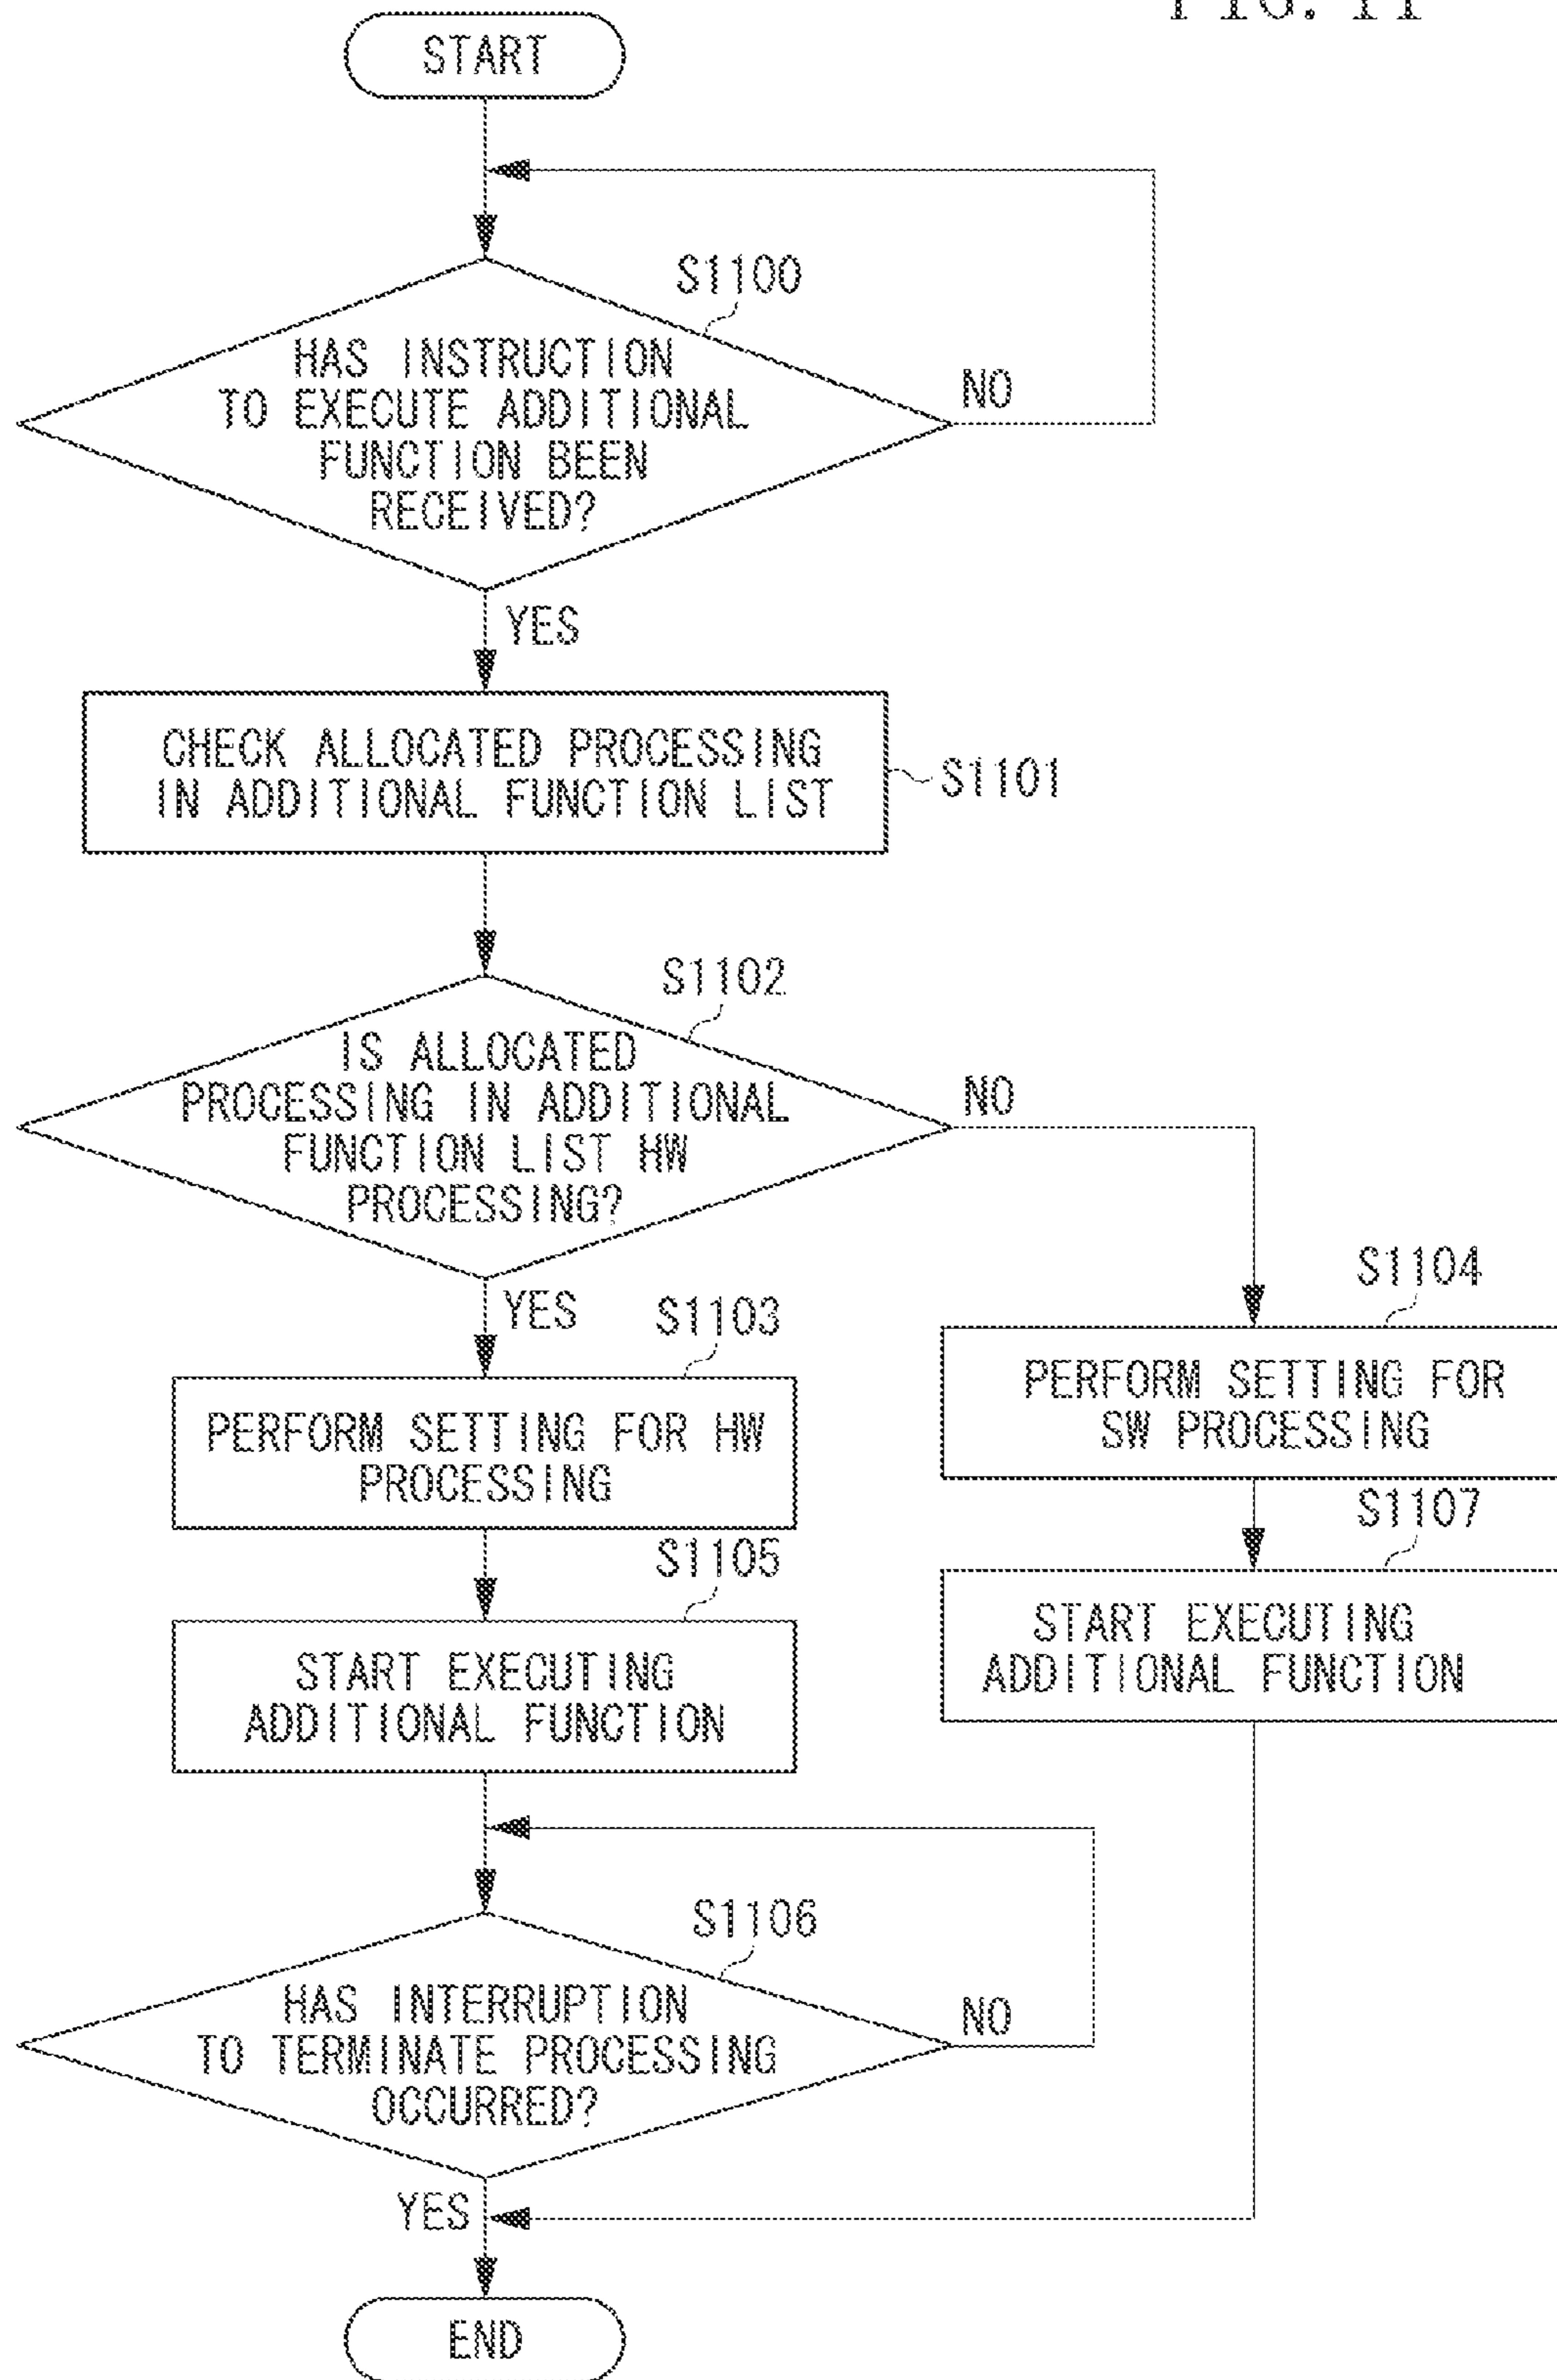 FIG. 11
START
S1100
HAS INSTRUCTION
TO EXECUTE ADDITIONAL
FUNCTION BEEN
RECEIVED?
NO
YES
CHECK ALLOCATED PROCESSING
IN ADDITIONAL FUNCTION LIST
S1101
S1102
IS ALLOCATED
PROCESSING IN ADDITIONAL
FUNCTION LIST HW
PROCESSING?
NO
YES
S1103
PERFORM SETTING FOR HW
PROCESSING
S1104
PERFORM SETTING FOR
SW PROCESSING
S1105
START EXECUTING
ADDITIONAL FUNCTION
S1107
START EXECUTING
ADDITIONAL FUNCTION
S1106
HAS INTERRUPTION
TO TERMINATE PROCESSING
OCCURRED?
NO
YES
END